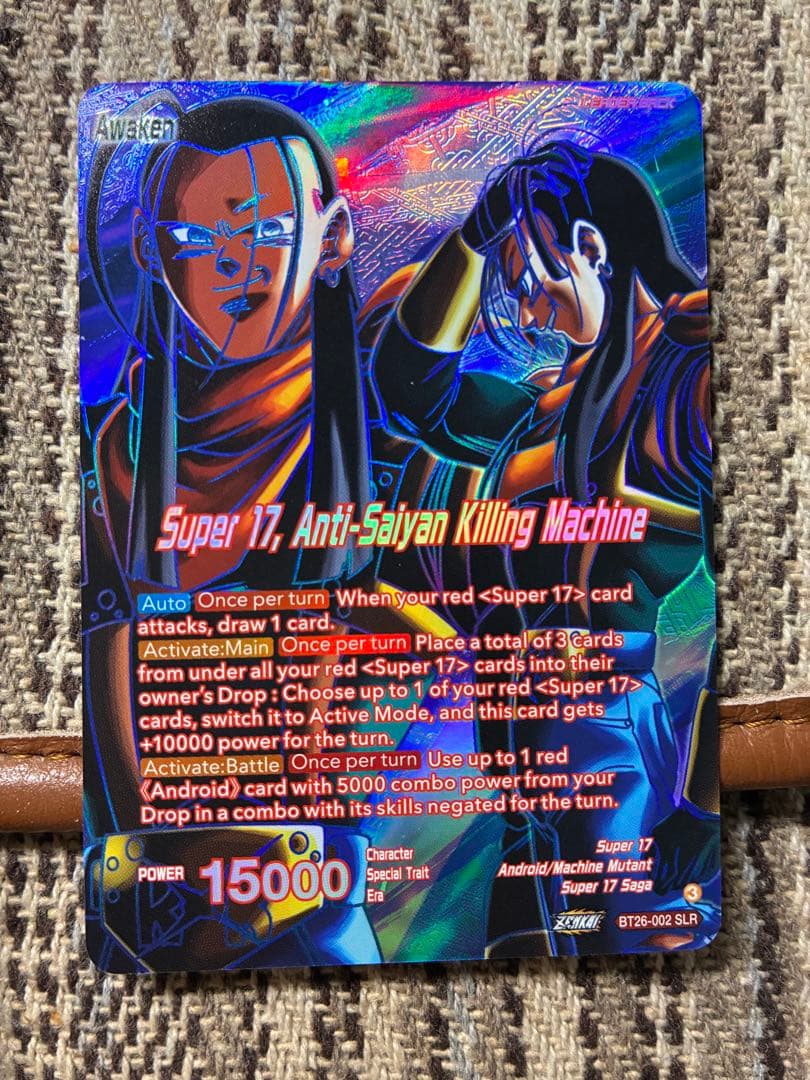 LEADER BACK
Awaken
Super 17, Anti-Saiyan Killing Machine
Auto Once per turn When your red <Super 17> card
attacks, draw 1 card.
Activate:Main Once per turn Place a total of 3 cards
from under all your red <Super 17> cards into their
owner's Drop : Choose up to 1 of your red <Super 17>
cards, switch it to Active Mode, and this card gets
+10000 power for the turn.
Activate:Battle Once per turn Use up to 1 red
《Android》 card with 5000 combo power from your
Drop in a combo with its skills negated for the turn.
POWER 15000
Character Super 17
Special Trait Android/Machine Mutant
Era Super 17 Saga
3
ZENKAI BT26-002 SLR